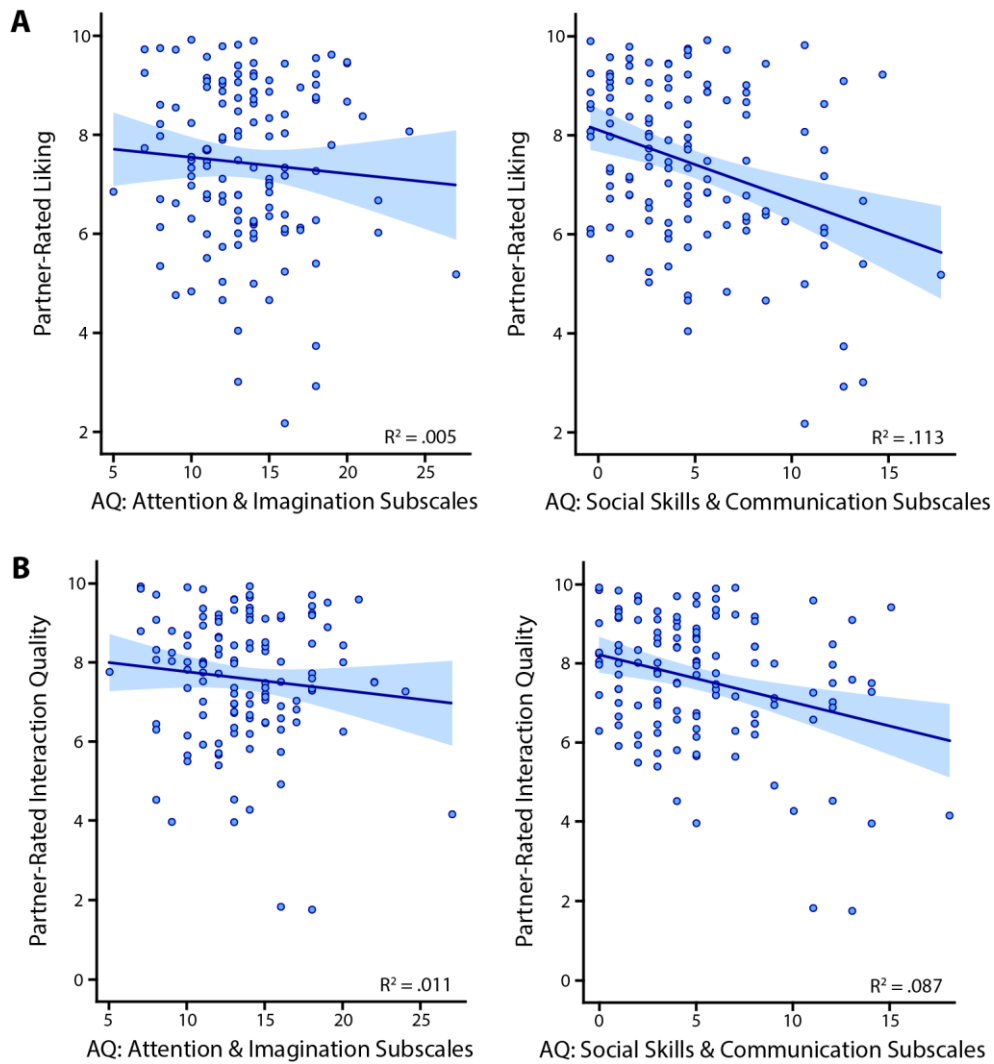 A
Partner-Rated Liking
10
8
6
4
2
R² = .005
5 10 15 20 25
AQ: Attention & Imagination Subscales
Partner-Rated Liking
10
8
6
4
2
R² = .113
0 5 10 15
AQ: Social Skills & Communication Subscales
B
Partner-Rated Interaction Quality
10
8
6
4
2
0
R² = .011
5 10 15 20 25
AQ: Attention & Imagination Subscales
Partner-Rated Interaction Quality
10
8
6
4
2
0
R² = .087
0 5 10 15
AQ: Social Skills & Communication Subscales